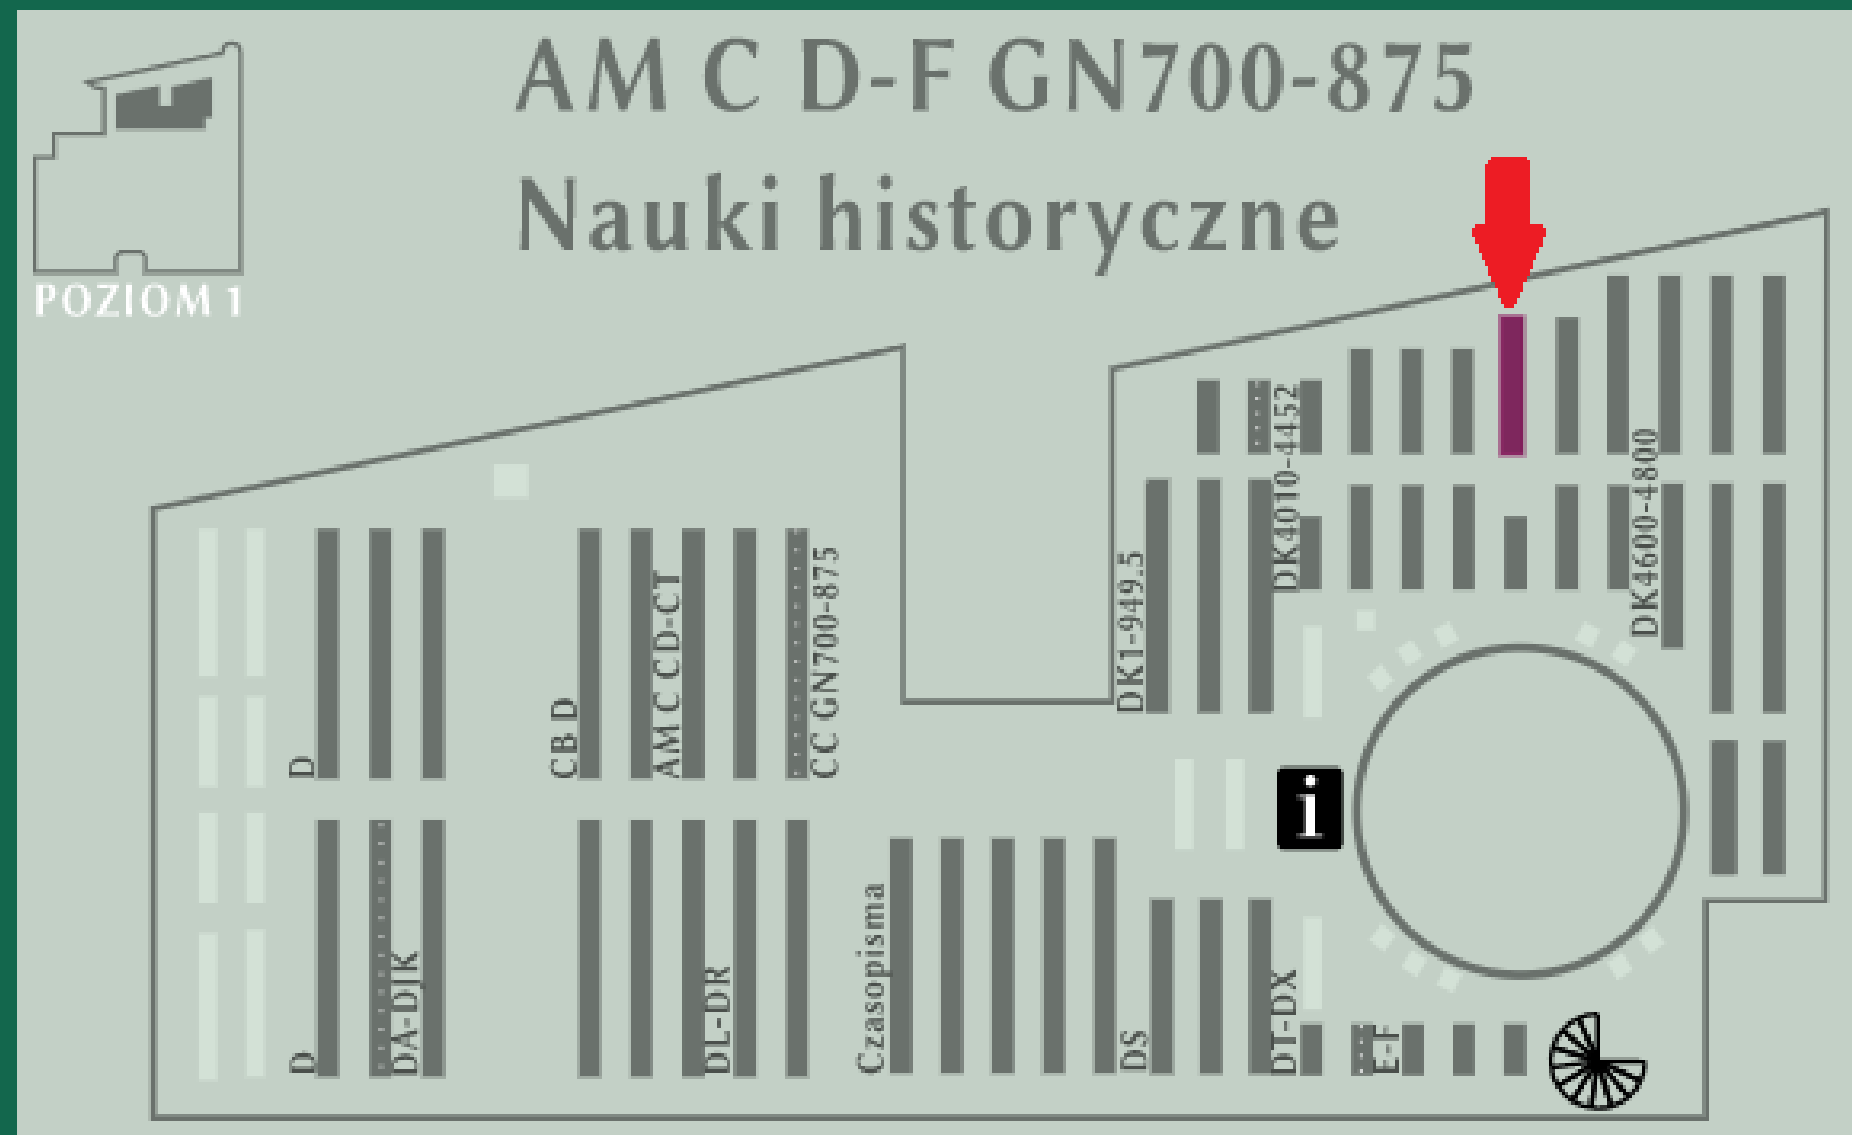 AM C D-F GN700-875
Nauki historyczne
POZIOM 1
DK4010-4452
DK4600-4800
DK1-949.5
D
CB D
AM C CD-CT
CC GN700-875
i
D
DA-DJK
DL-DR
Czasopisma
DS
DT-DX
E-F